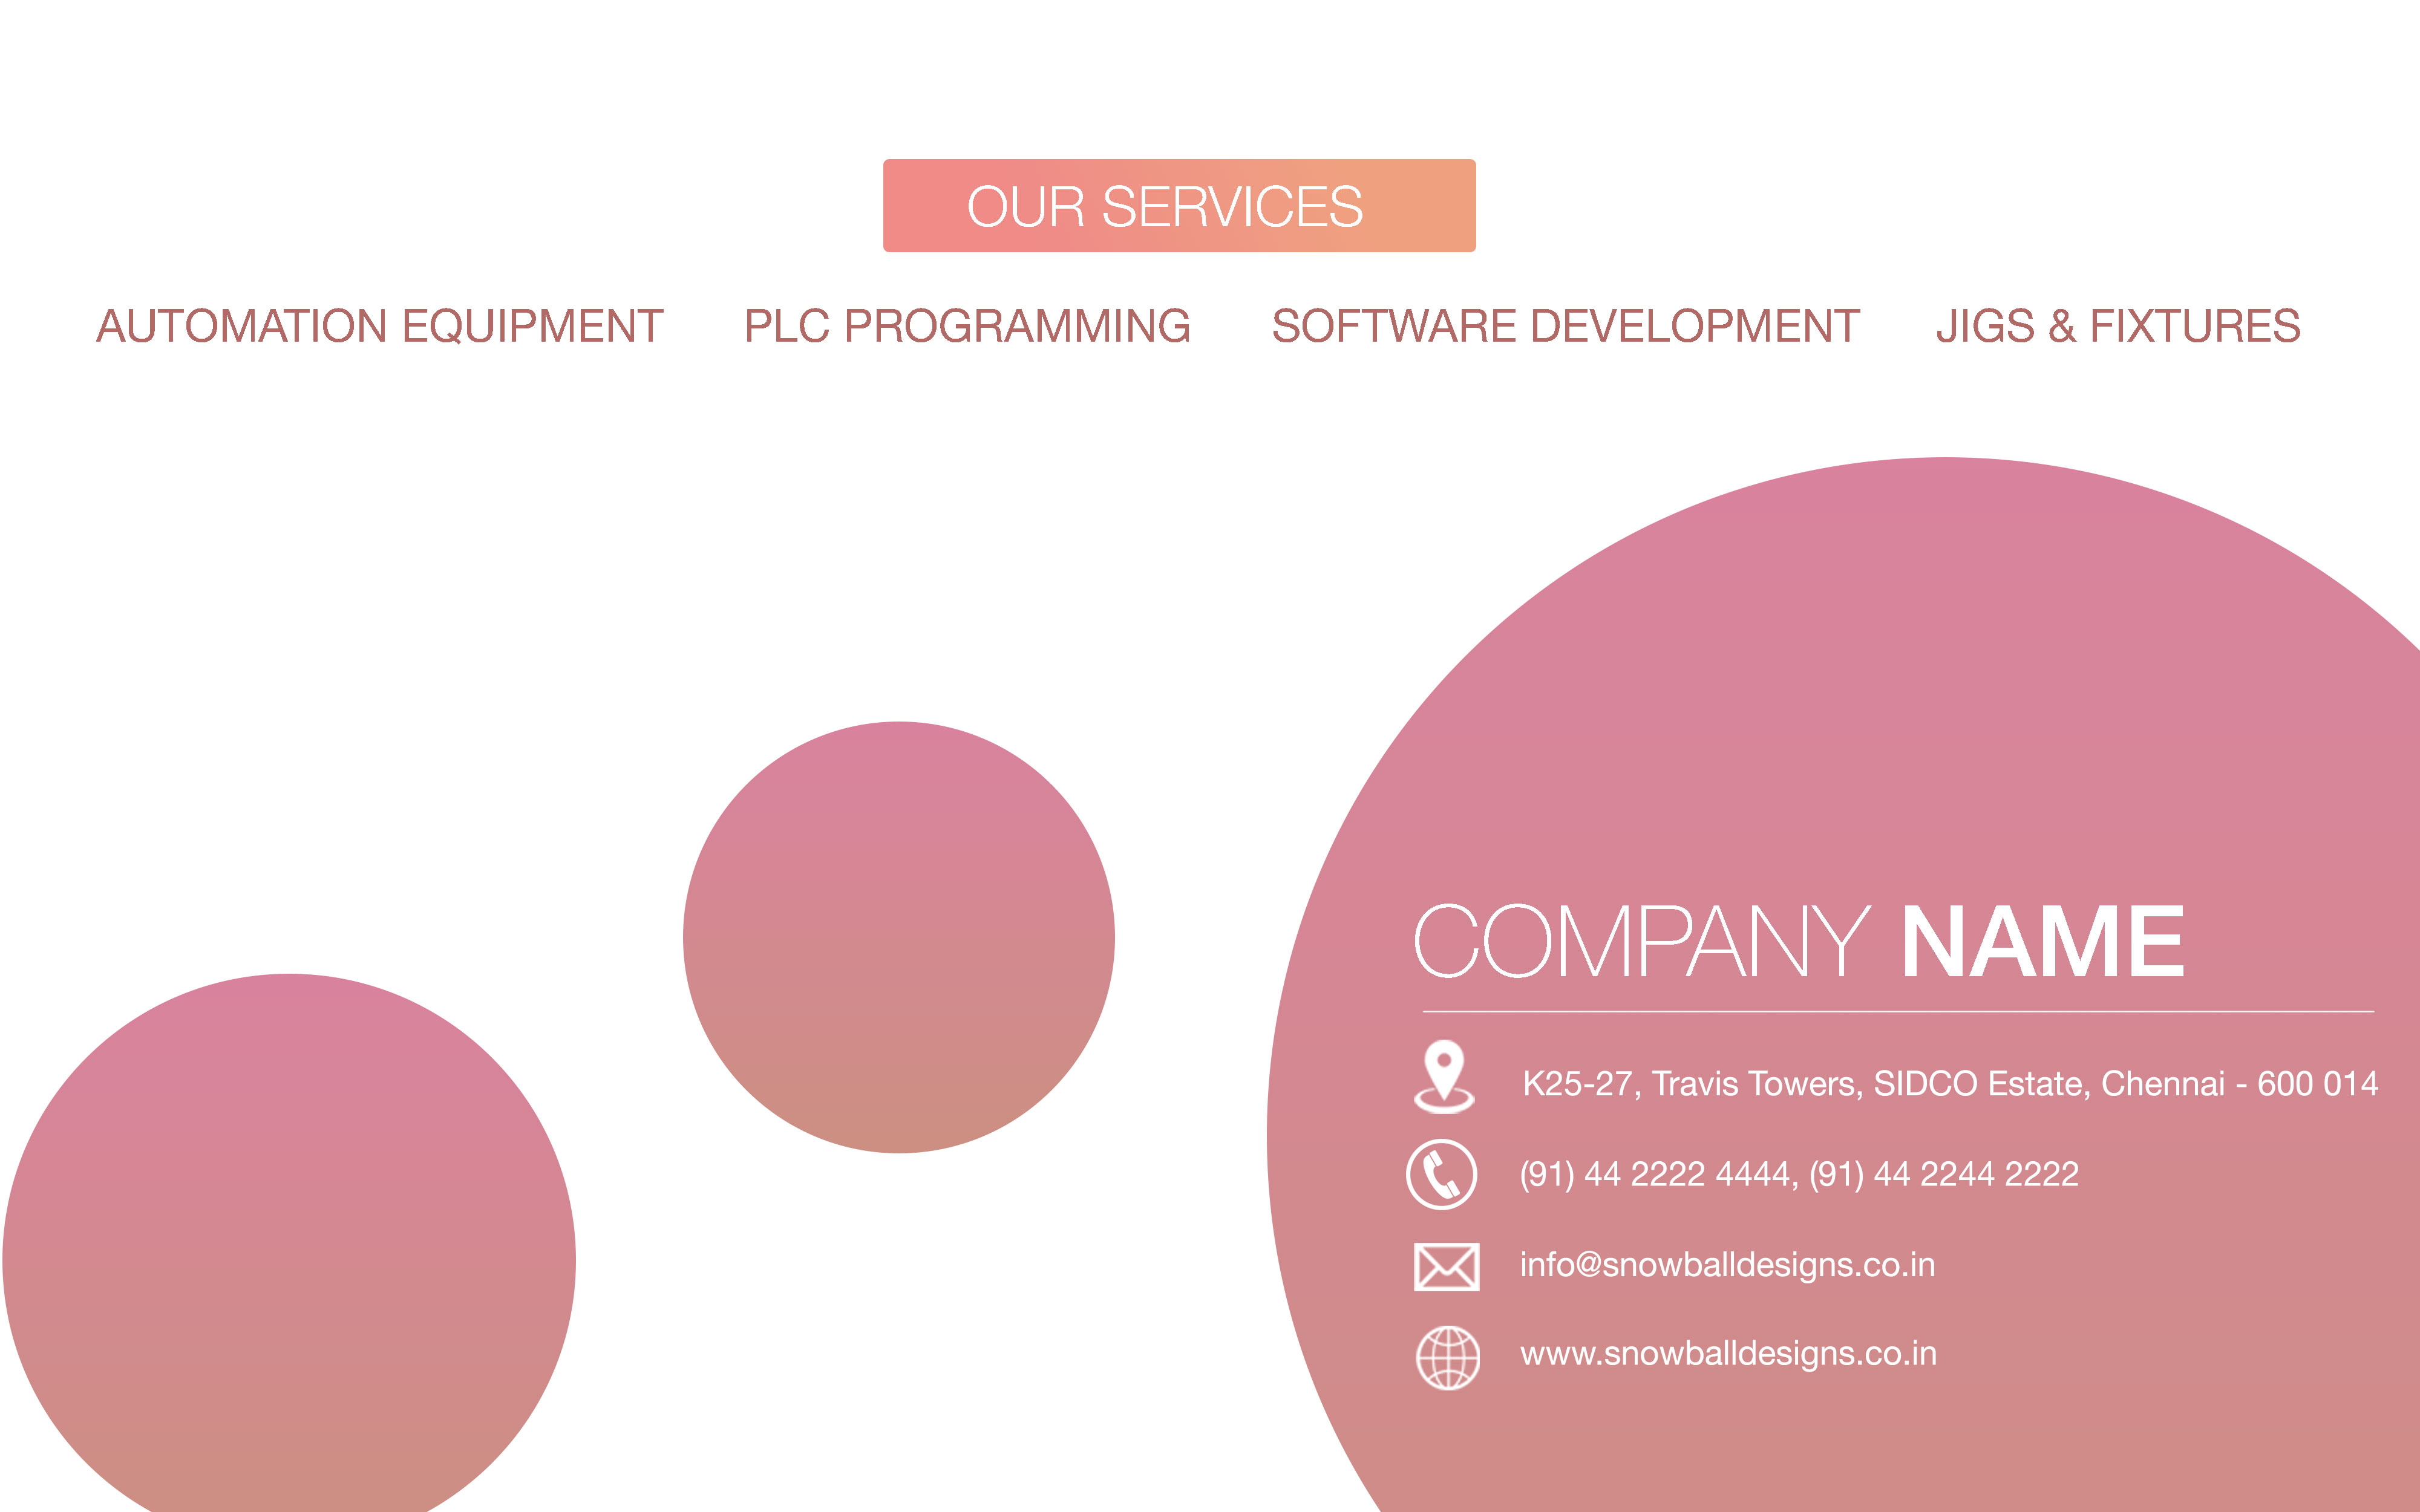 OUR SERVICES
AUTOMATION EQUIPMENT PLC PROGRAMMING SOFTWARE DEVELOPMENT JIGS & FIXTURES
COMPANY NAME
K25-27, Travis Towers, SIDCO Estate, Chennai - 600 014
(91) 44 2222 4444, (91) 44 2244 2222
info@snowballdesigns.co.in
www.snowballdesigns.co.in